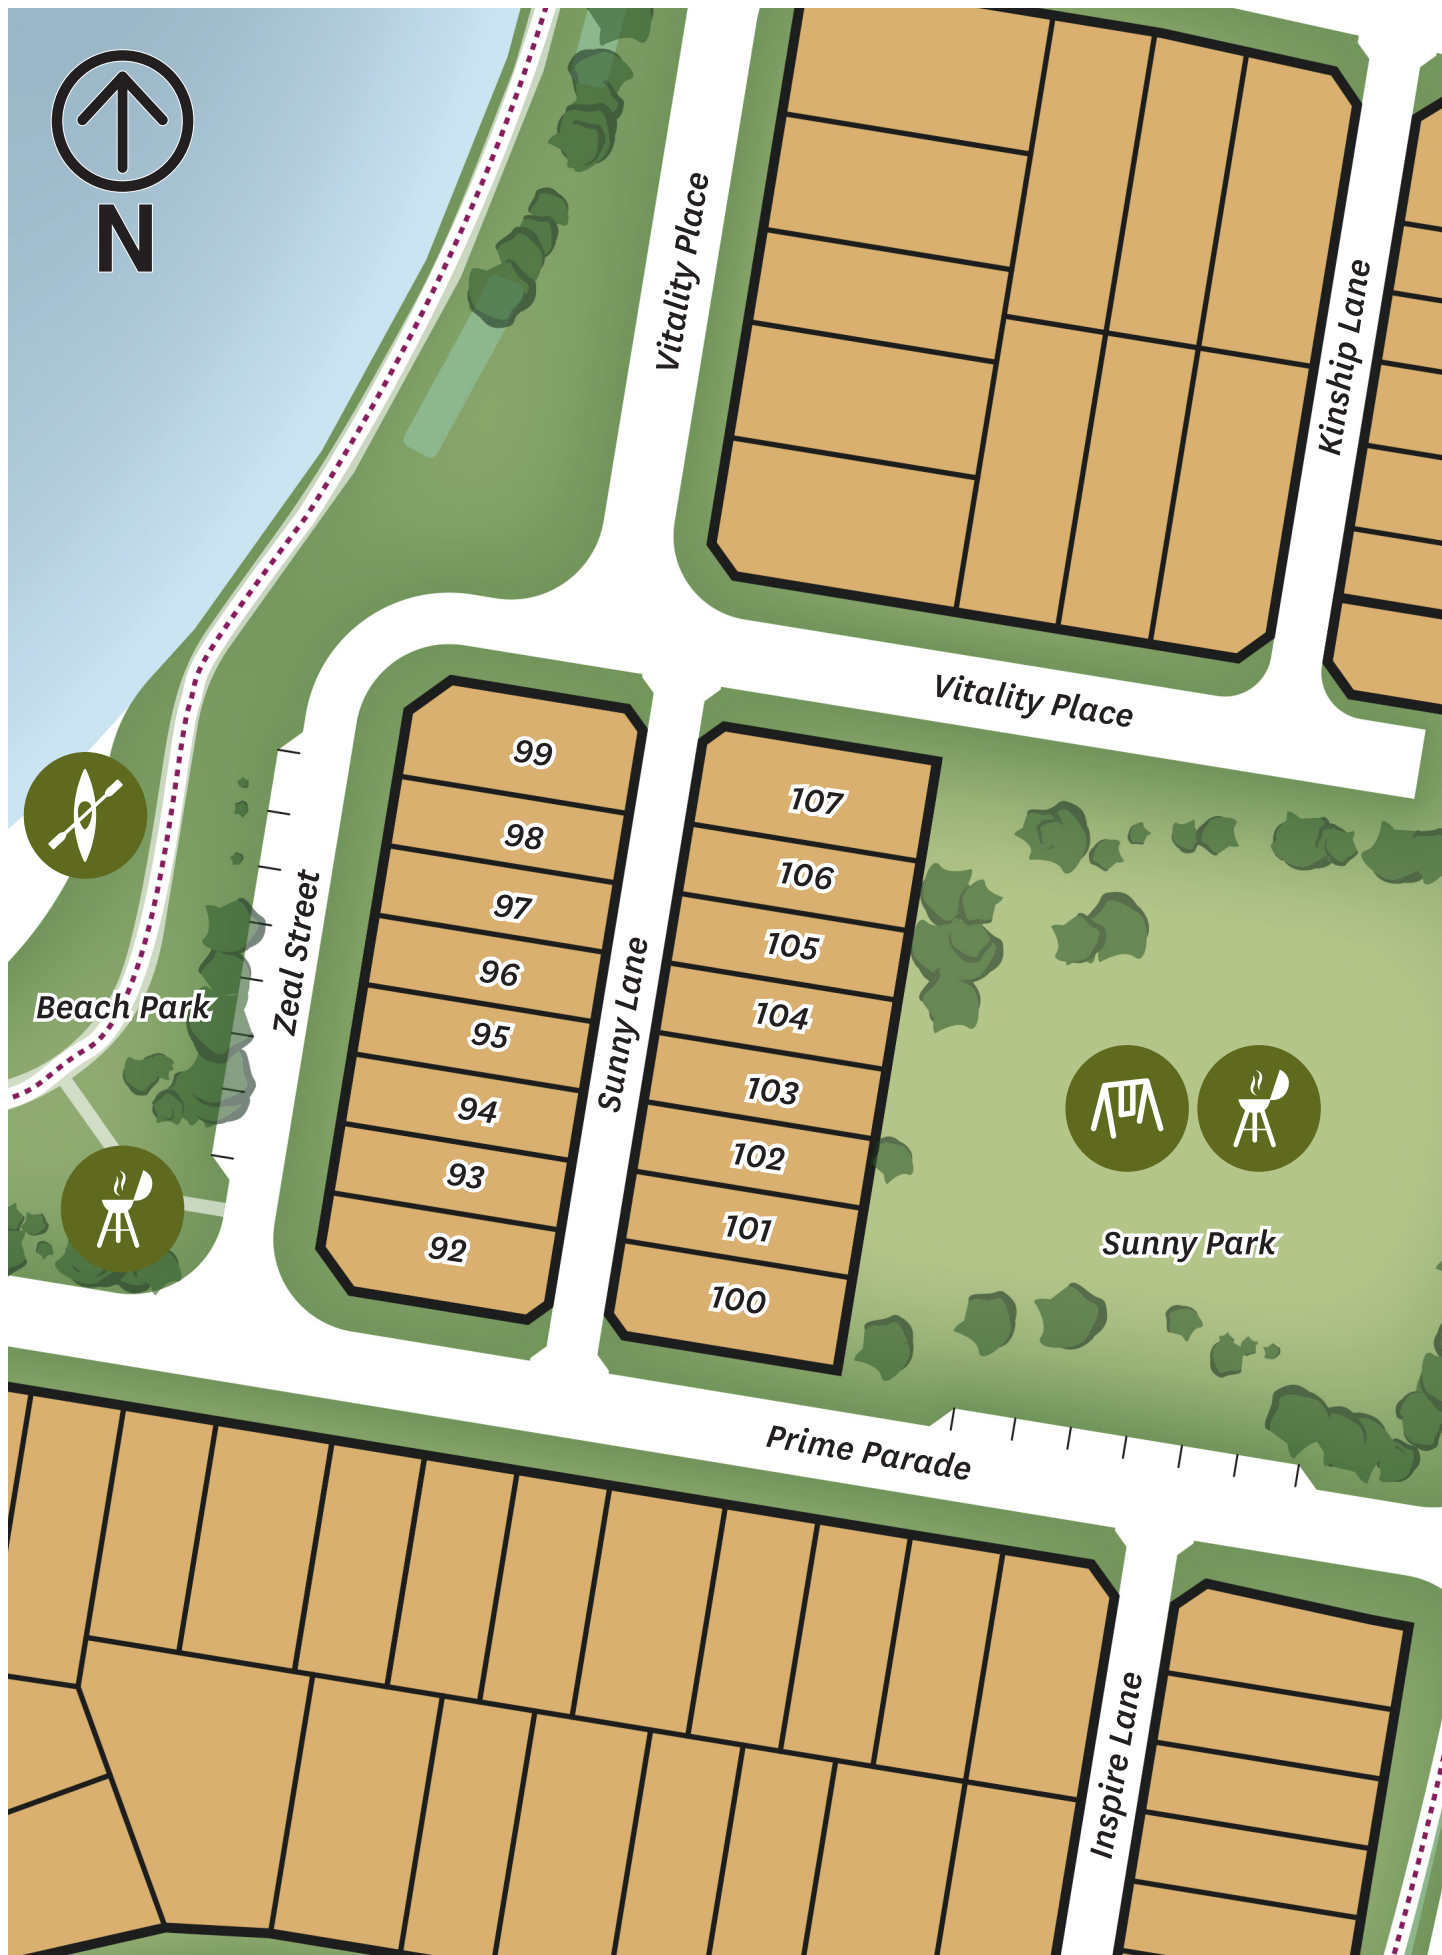 N
Vitality Place
Kinship Lane
Vitality Place
99
98
97
96
95
94
93
92
107
106
105
104
103
102
101
100
Zeal Street
Sunny Lane
Beach Park
Sunny Park
Prime Parade
Inspire Lane